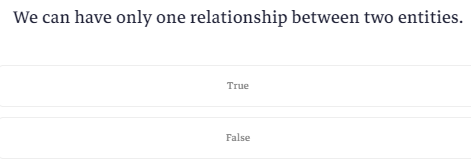 We can have only one relationship between two entities.
True
False